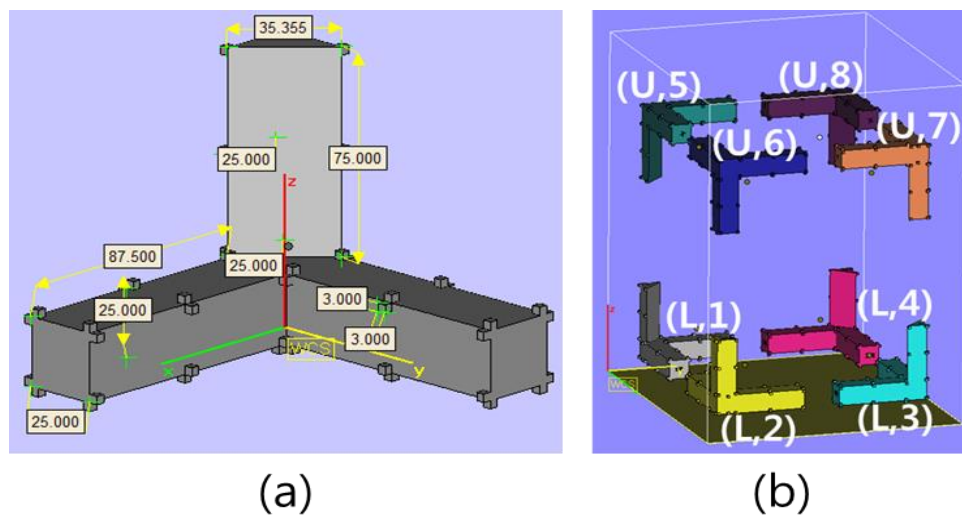 35.355
25.000
75.000
z
87.500
25.000
25.000
3.000
3.000
WCS
x
y
25.000
(a)
(U,5)
(U,8)
(U,6)
(U,7)
z
(L,1)
(L,4)
WCS
(L,2)
(L,3)
(b)